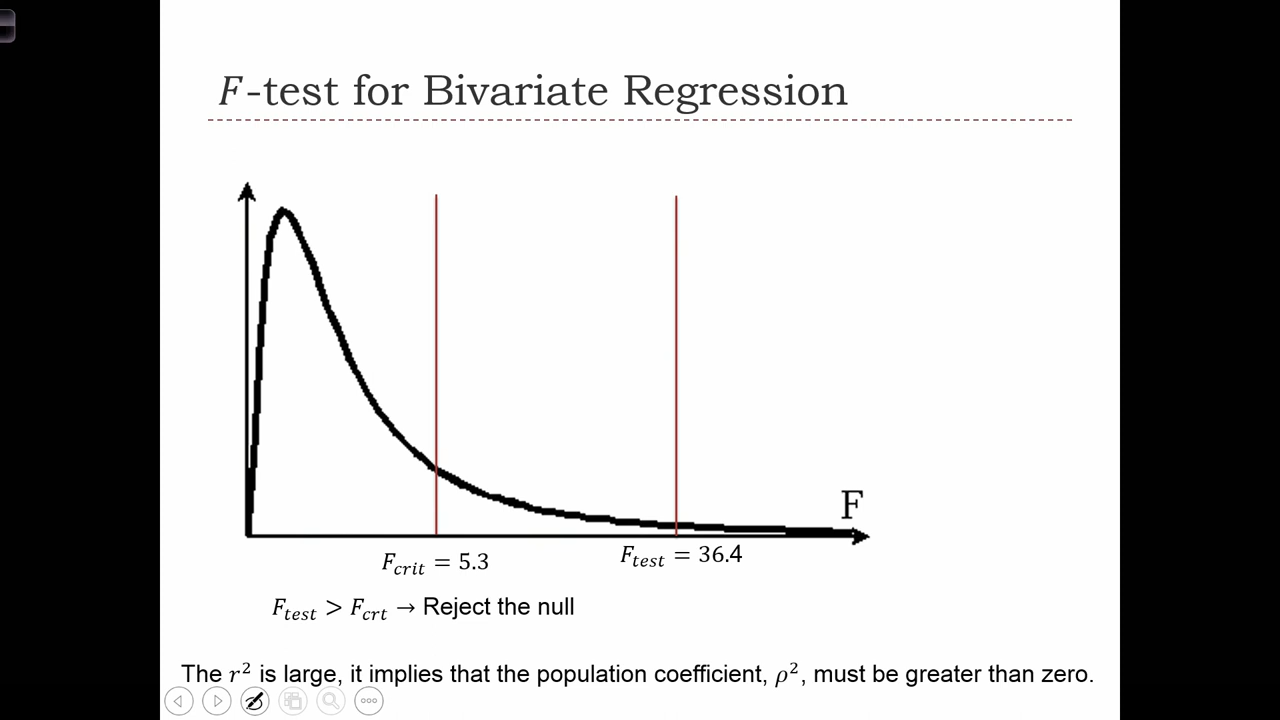 F-test for Bivariate Regression
F
F_crit = 5.3
F_test = 36.4
F_test > F_crt → Reject the null
The r² is large, it implies that the population coefficient, ρ², must be greater than zero.